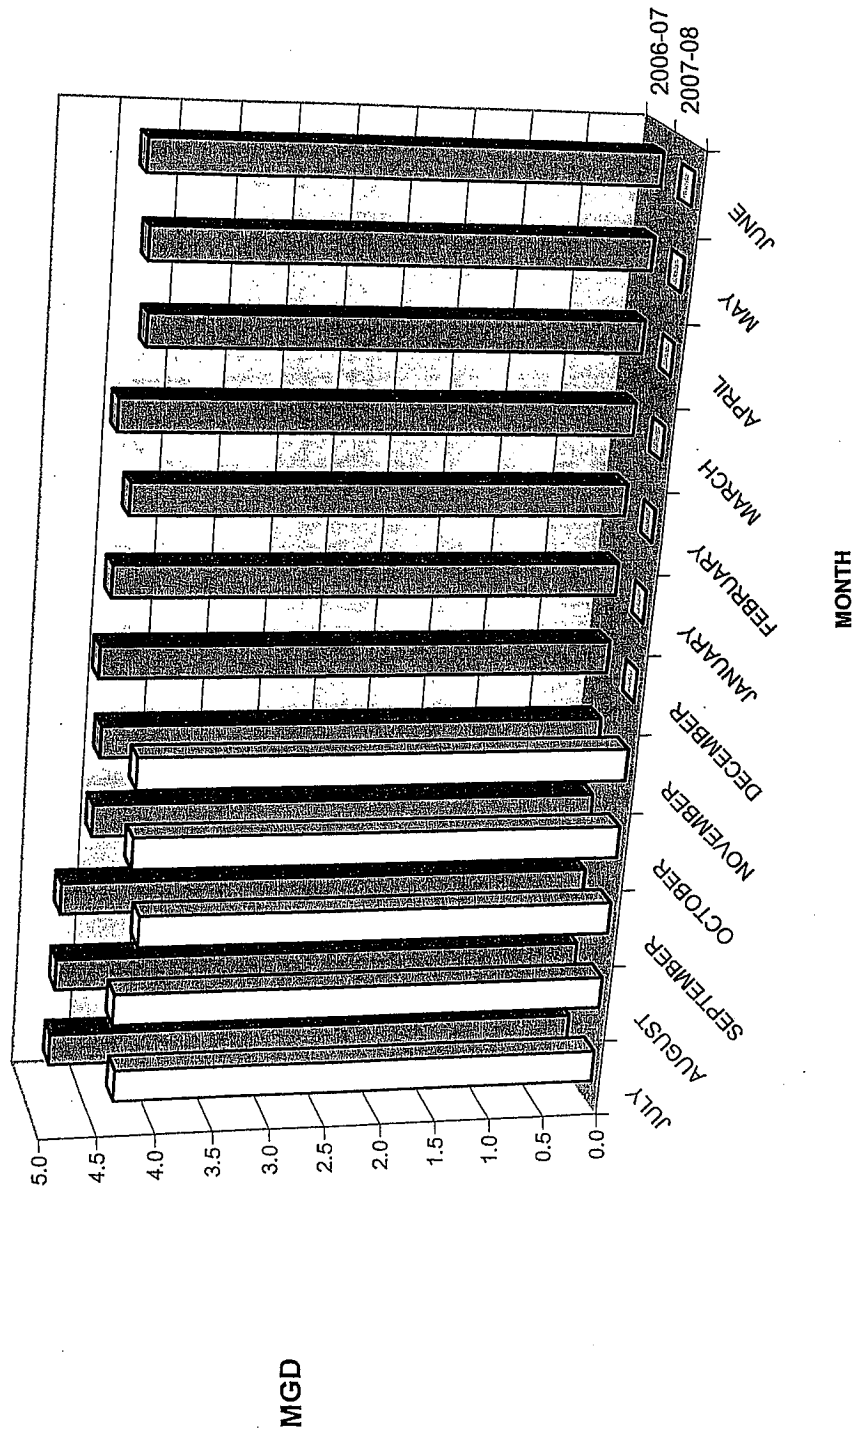 MGD
5.0
4.5
4.0
3.5
3.0
2.5
2.0
1.5
1.0
0.5
0.0
JULY
AUGUST
SEPTEMBER
OCTOBER
NOVEMBER
DECEMBER
JANUARY
FEBRUARY
MARCH
APRIL
MAY
JUNE
2006-07
2007-08
MONTH